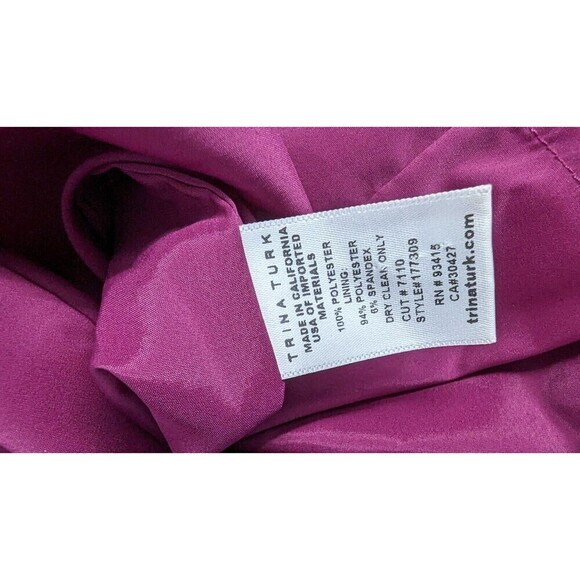 TRINA TURK
MADE IN CALIFORNIA
USA OF IMPORTED
MATERIALS
100% POLYESTER
LINING:
94% POLYESTER
6% SPANDEX
DRY CLEAN ONLY
CUT # 7110
STYLE# 177309
RN # 93415
CA#30427
trinaturk.com